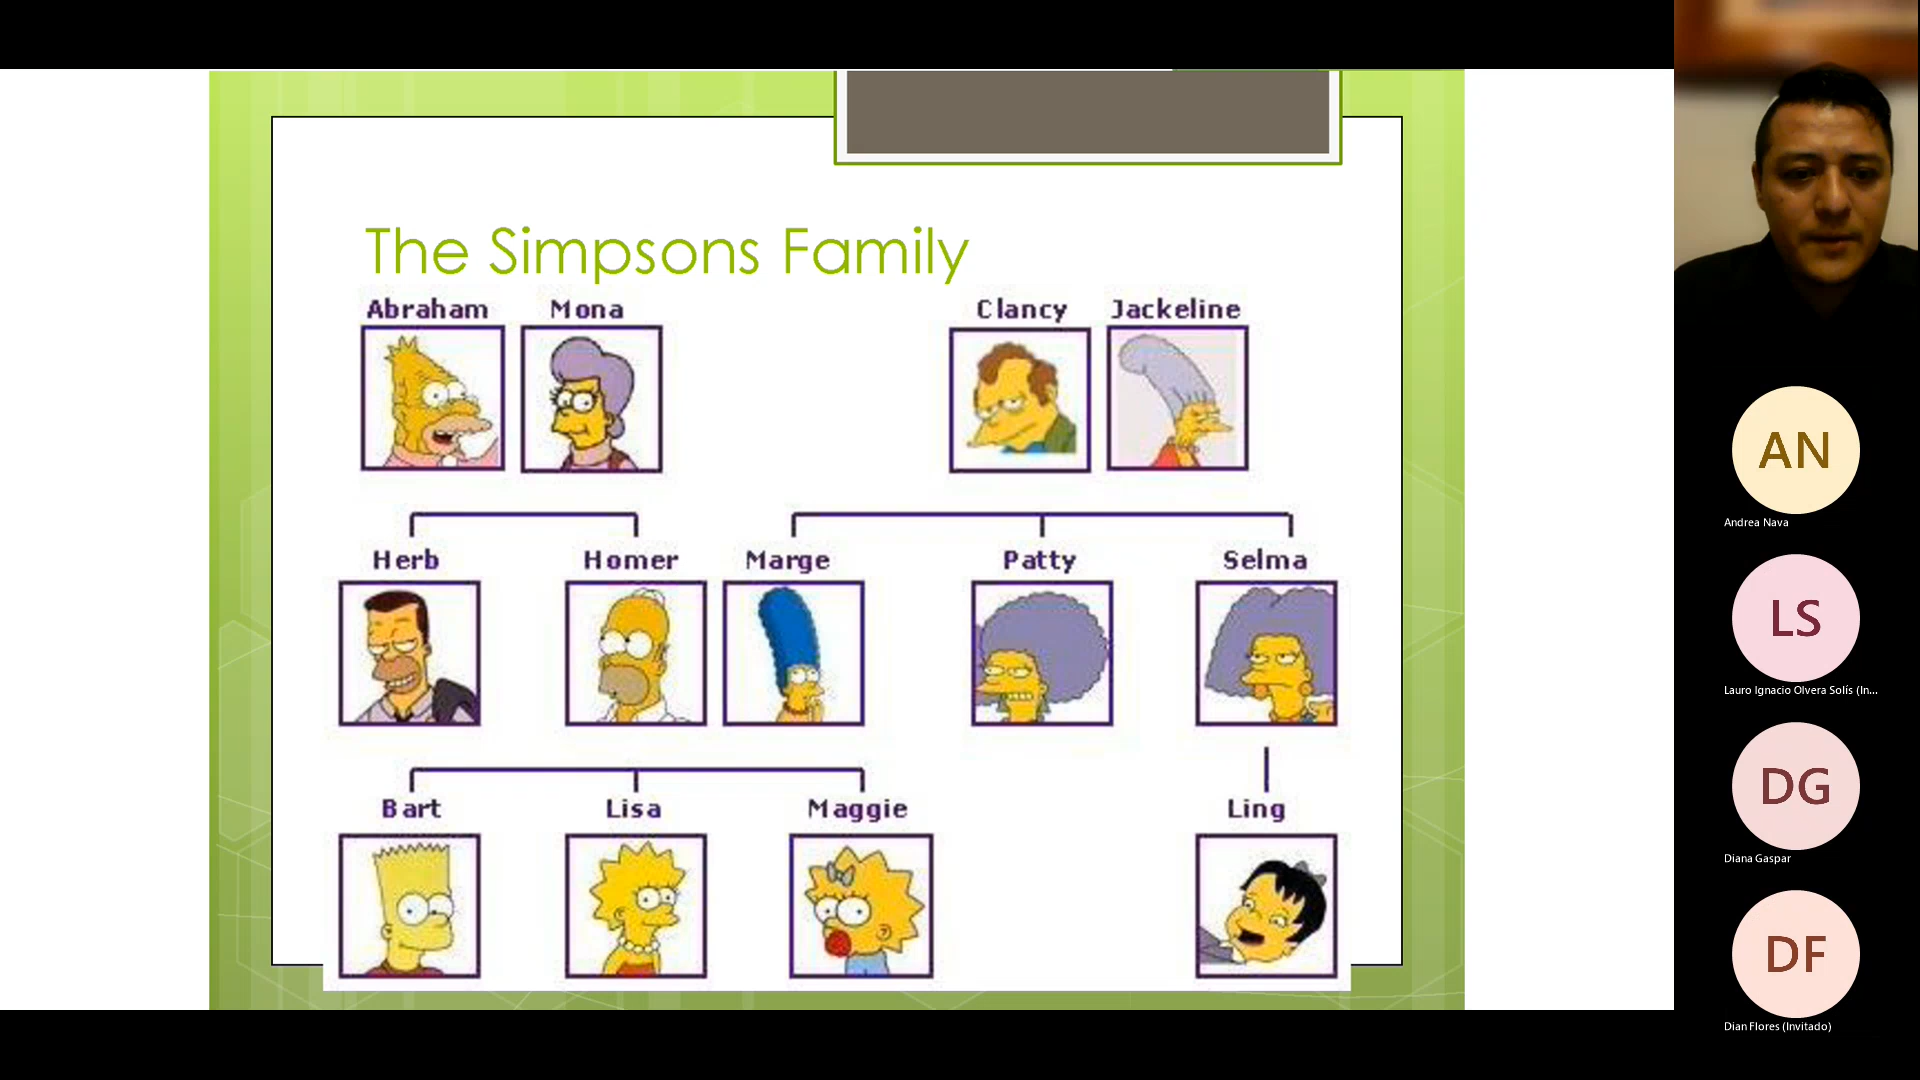 The Simpsons Family
Abraham Mona Clancy Jackeline
Herb Homer Marge Patty Selma
Bart Lisa Maggie Ling
AN
Andrea Nava
LS
Lauro Ignacio Olvera Solís (In...
DG
Diana Gaspar
DF
Dian Flores (Invitado)